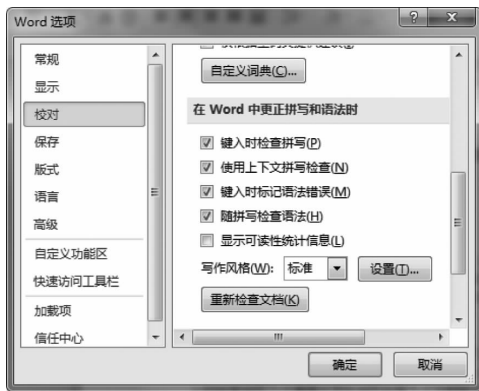 Word 选项
常规
显示
校对
保存
版式
语言
高级
自定义功能区
快速访问工具栏
加载项
信任中心
自定义词典(C)...
在 Word 中更正拼写和语法时
键入时检查拼写(P)
使用上下文拼写检查(N)
键入时标记语法错误(M)
随拼写检查语法(H)
显示可读性统计信息(L)
写作风格(W): 标准 设置(T)...
重新检查文档(K)
确定 取消